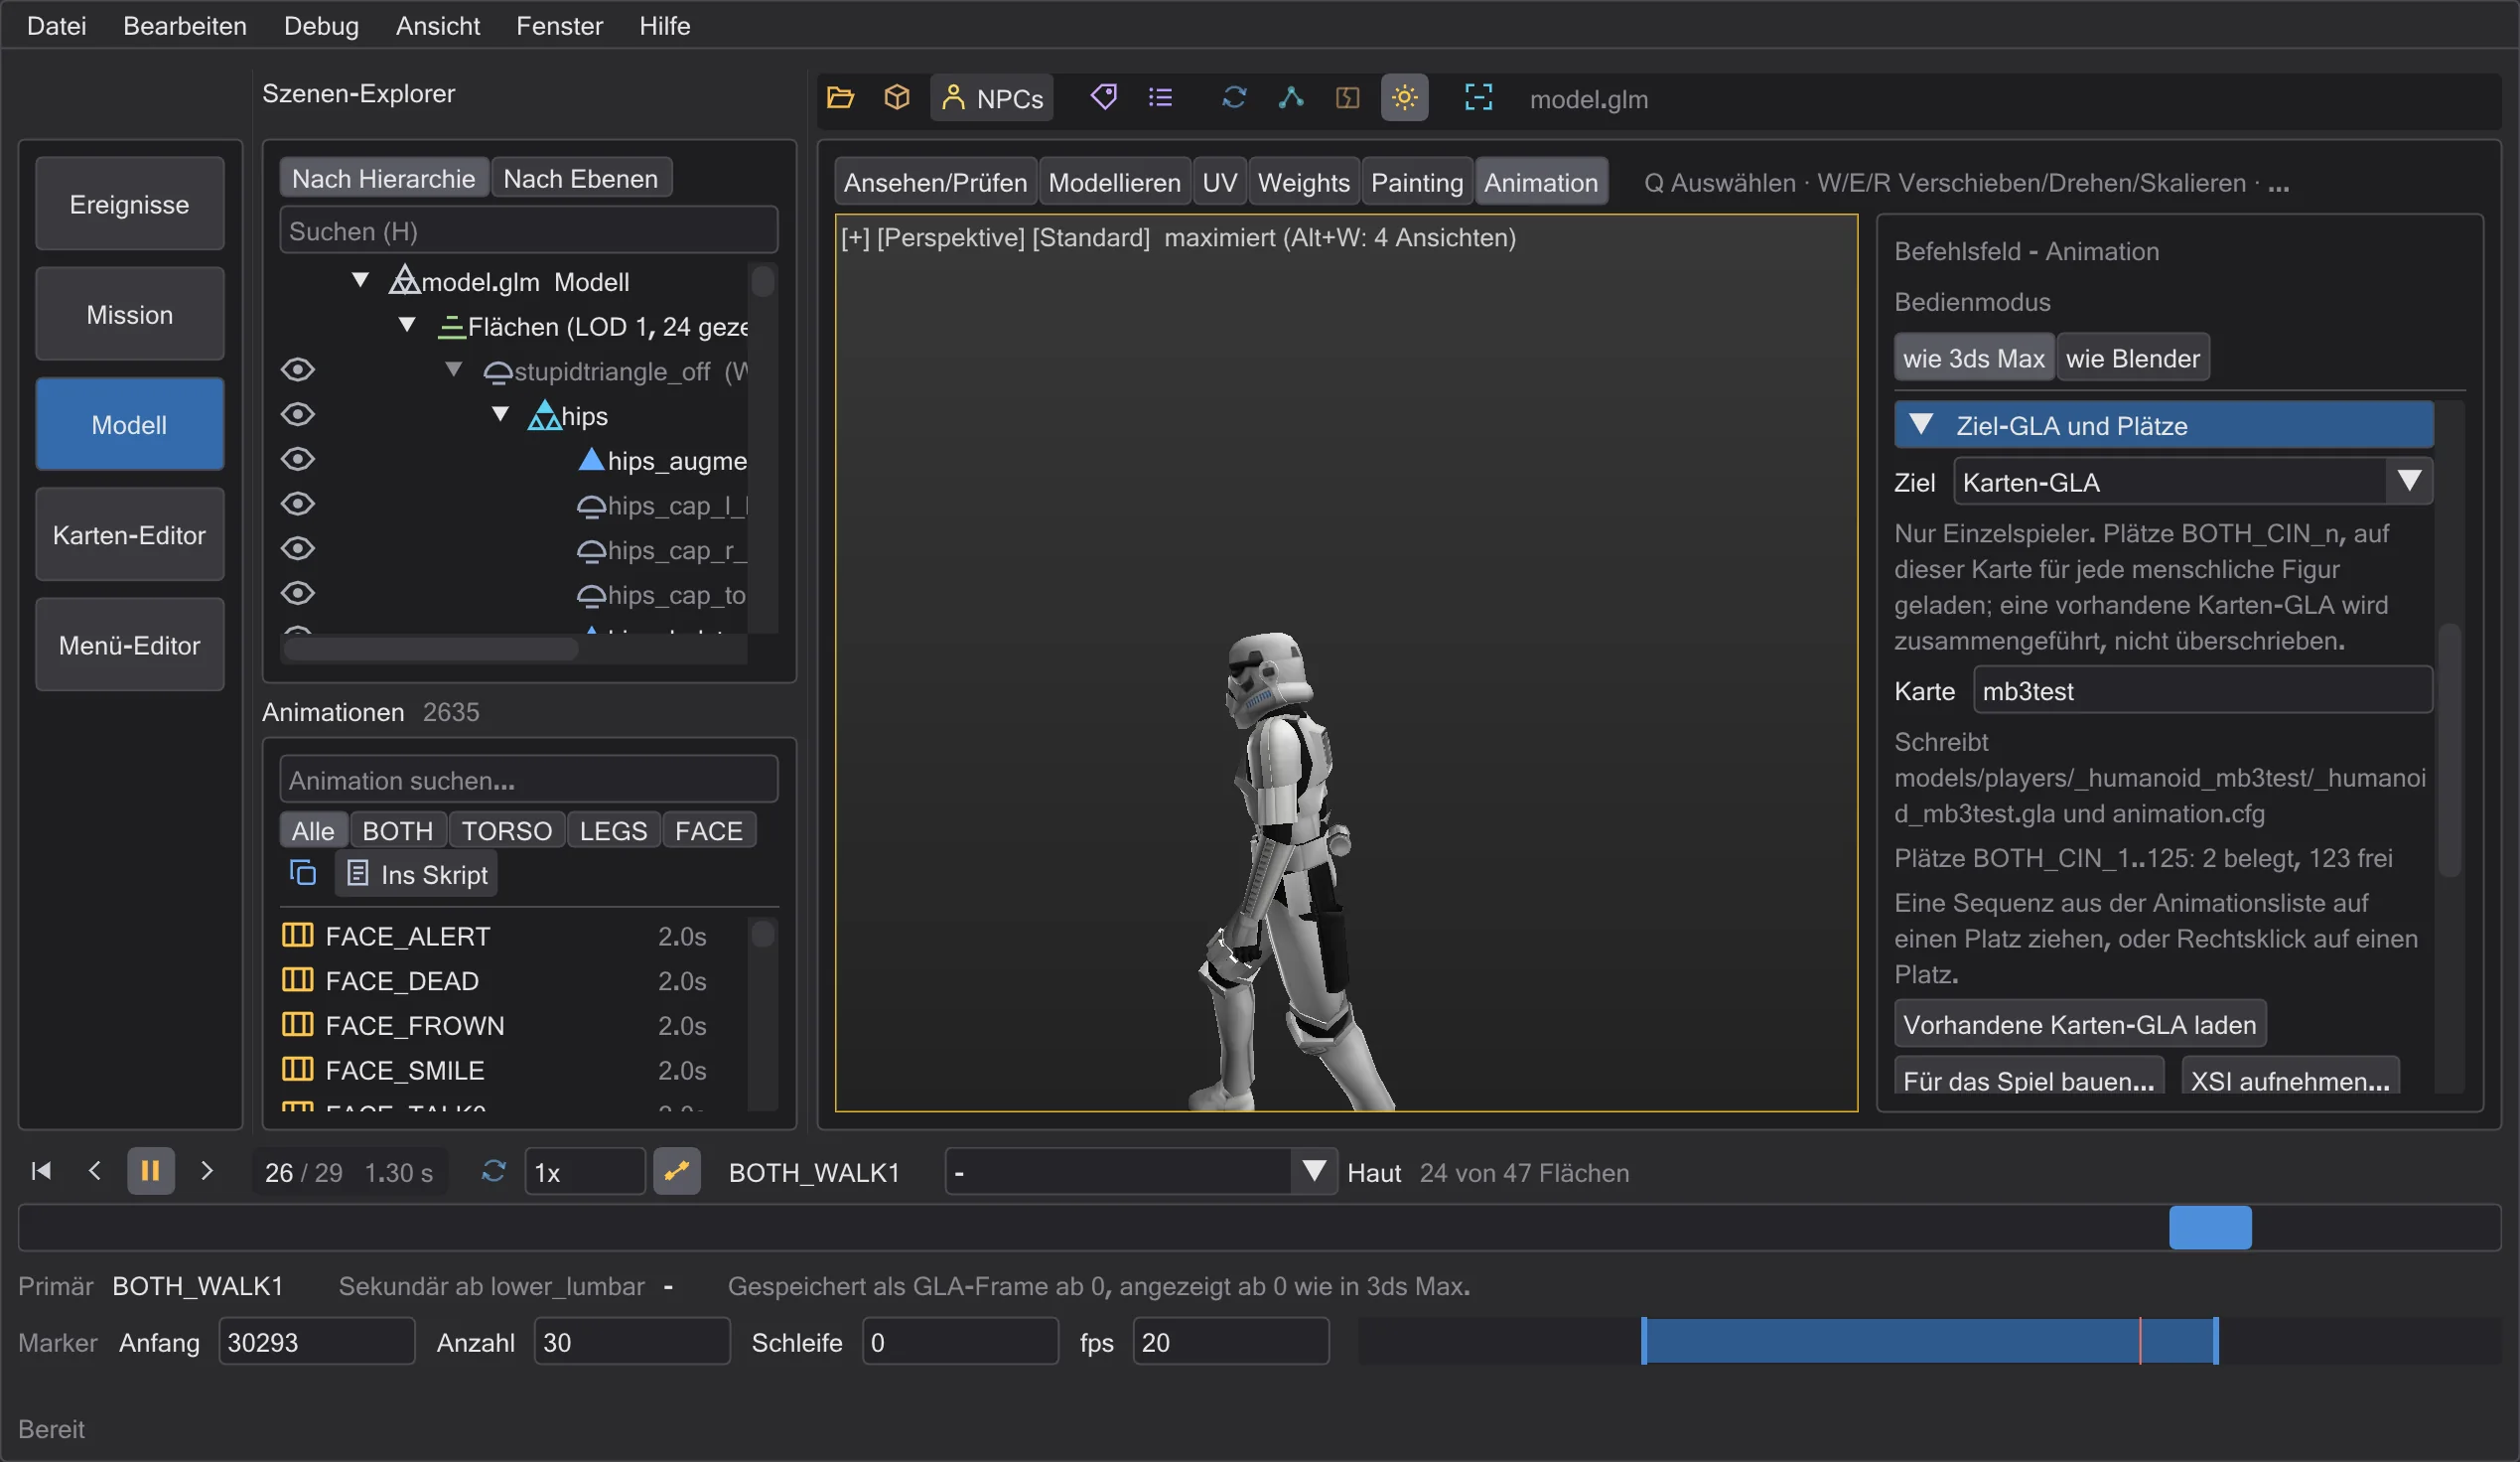 Datei Bearbeiten Debug Ansicht Fenster Hilfe
Szenen-Explorer
NPCs
model.glm
Ereignisse
Mission
Modell
Karten-Editor
Menü-Editor
Nach Hierarchie Nach Ebenen
Suchen (H)
model.glm Modell
Flächen (LOD 1, 24 geze
stupidtriangle_off (W
hips
hips_augme
hips_cap_l_
hips_cap_r_
hips_cap_to
Animationen 2635
Animation suchen...
Alle BOTH TORSO LEGS FACE
Ins Skript
FACE_ALERT 2.0s
FACE_DEAD 2.0s
FACE_FROWN 2.0s
FACE_SMILE 2.0s
Ansehen/Prüfen Modellieren UV Weights Painting Animation Q Auswählen · W/E/R Verschieben/Drehen/Skalieren · ...
[+] [Perspektive] [Standard] maximiert (Alt+W: 4 Ansichten)
Befehlsfeld - Animation
Bedienmodus
wie 3ds Max wie Blender
Ziel-GLA und Plätze
Ziel Karten-GLA
Nur Einzelspieler. Plätze BOTH_CIN_n, auf
dieser Karte für jede menschliche Figur
geladen; eine vorhandene Karten-GLA wird
zusammengeführt, nicht überschrieben.
Karte mb3test
Schreibt
models/players/_humanoid_mb3test/_humanoi
d_mb3test.gla und animation.cfg
Plätze BOTH_CIN_1..125: 2 belegt, 123 frei
Eine Sequenz aus der Animationsliste auf
einen Platz ziehen, oder Rechtsklick auf einen
Platz.
Vorhandene Karten-GLA laden
Für das Spiel bauen... XSI aufnehmen...
26 / 29 1.30 s 1x BOTH_WALK1 - Haut 24 von 47 Flächen
Primär BOTH_WALK1 Sekundär ab lower_lumbar - Gespeichert als GLA-Frame ab 0, angezeigt ab 0 wie in 3ds Max.
Marker Anfang 30293 Anzahl 30 Schleife 0 fps 20
Bereit